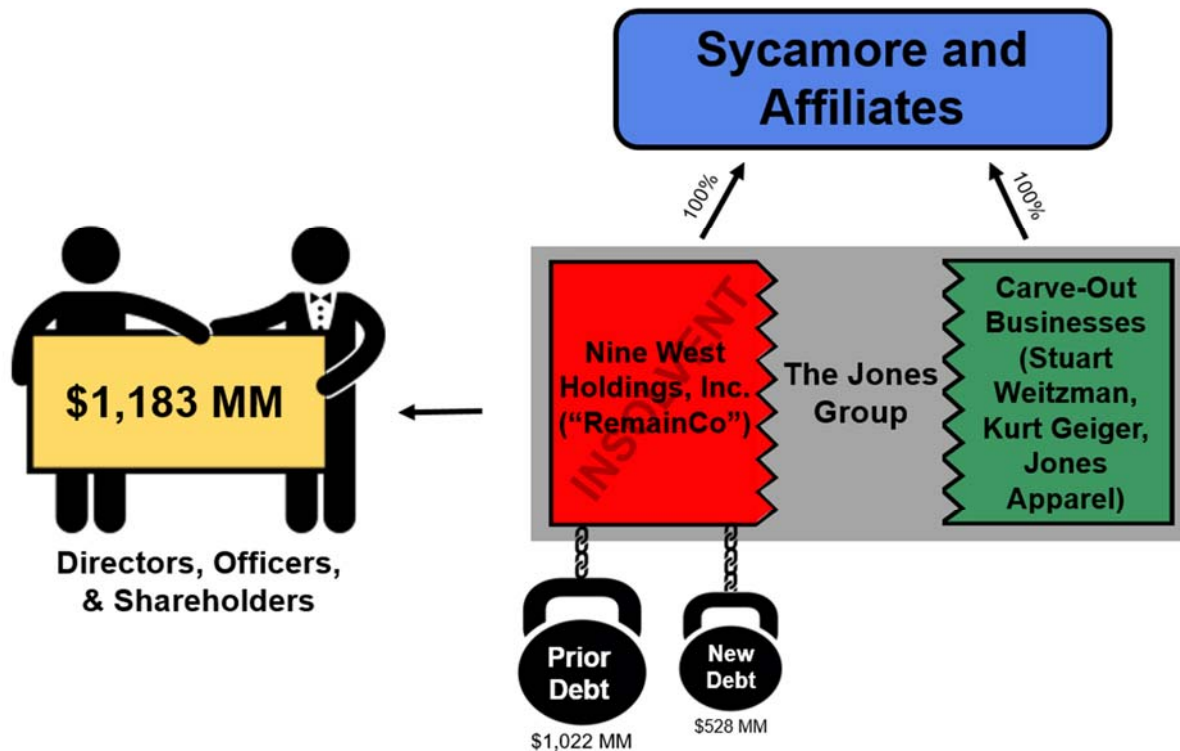 Sycamore and
Affiliates
100%
100%
$1,183 MM
Directors, Officers,
& Shareholders
INSOLVENT
Nine West
Holdings, Inc.
(“RemainCo”)
The Jones
Group
Carve-Out
Businesses
(Stuart
Weitzman,
Kurt Geiger,
Jones
Apparel)
Prior
Debt
$1,022 MM
New
Debt
$528 MM